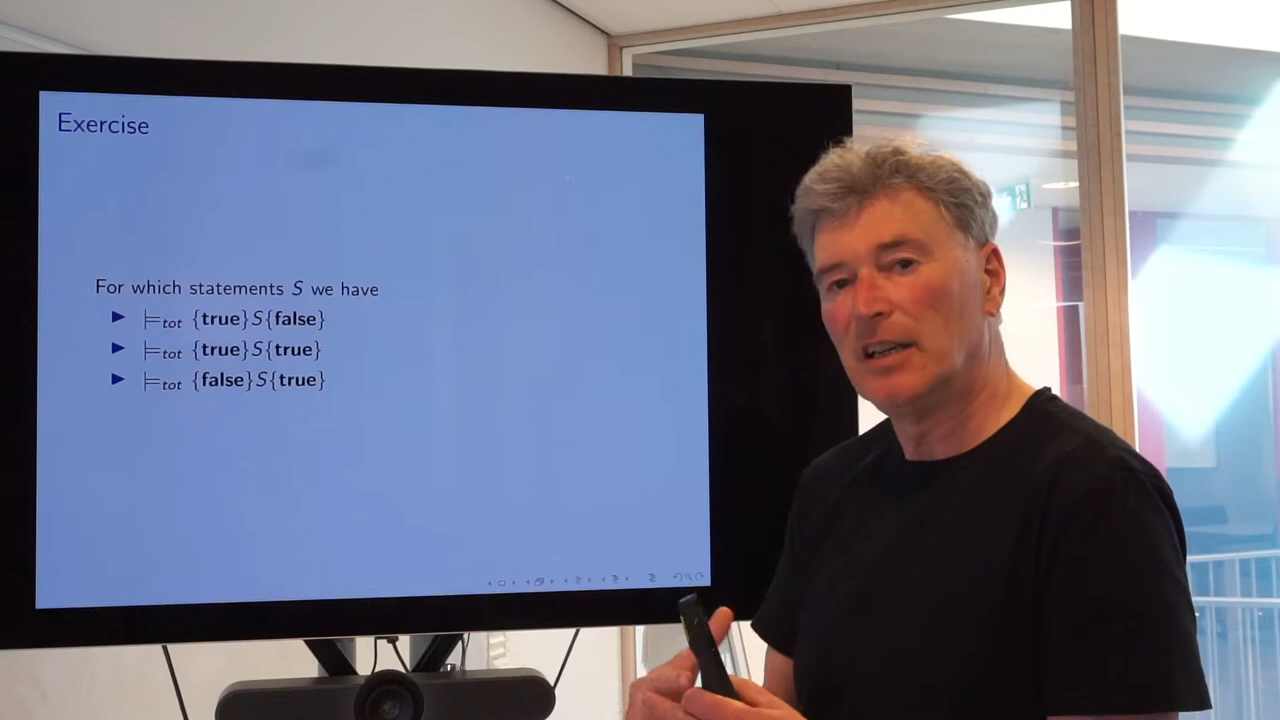 Exercise
For which statements S we have
▶ ⊨tot {true}S{false}
▶ ⊨tot {true}S{true}
▶ ⊨tot {false}S{true}